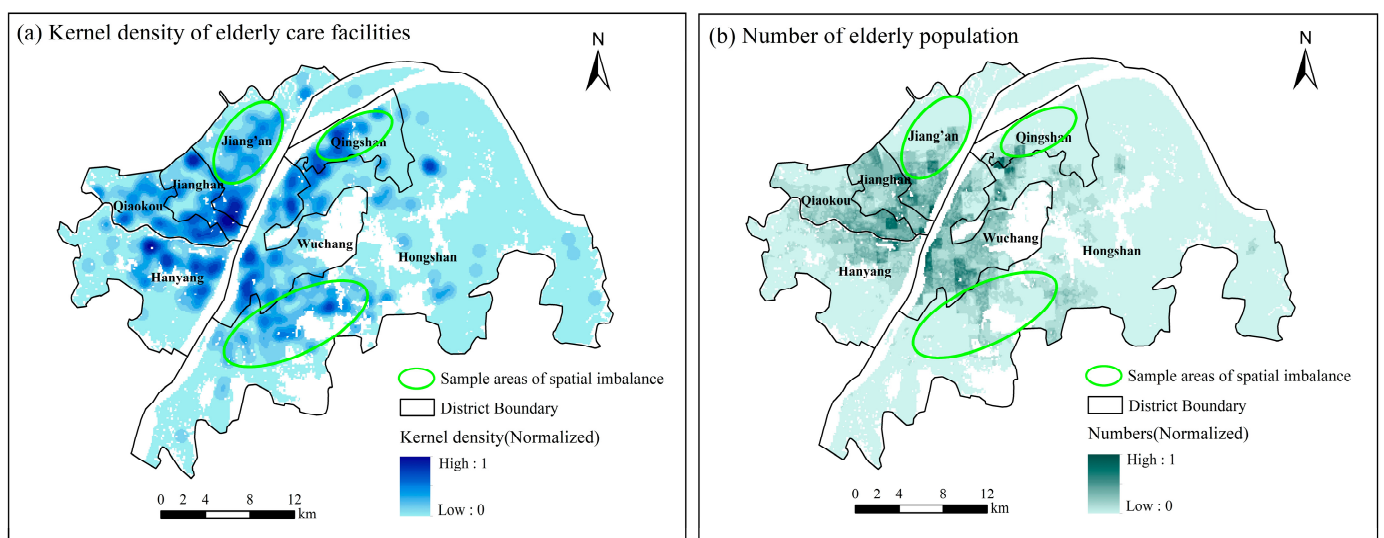 (a) Kernel density of elderly care facilities
N
Jiang'an
Qingshan
Jianghan
Qiaokou
Wuchang
Hongshan
Hanyang
Sample areas of spatial imbalance
District Boundary
Kernel density(Normalized)
High : 1
Low : 0
0 2 4 8 12
km
(b) Number of elderly population
N
Jiang'an
Qingshan
Jianghan
Qiaokou
Wuchang
Hongshan
Hanyang
Sample areas of spatial imbalance
District Boundary
Numbers(Normalized)
High : 1
Low : 0
0 2 4 8 12
km